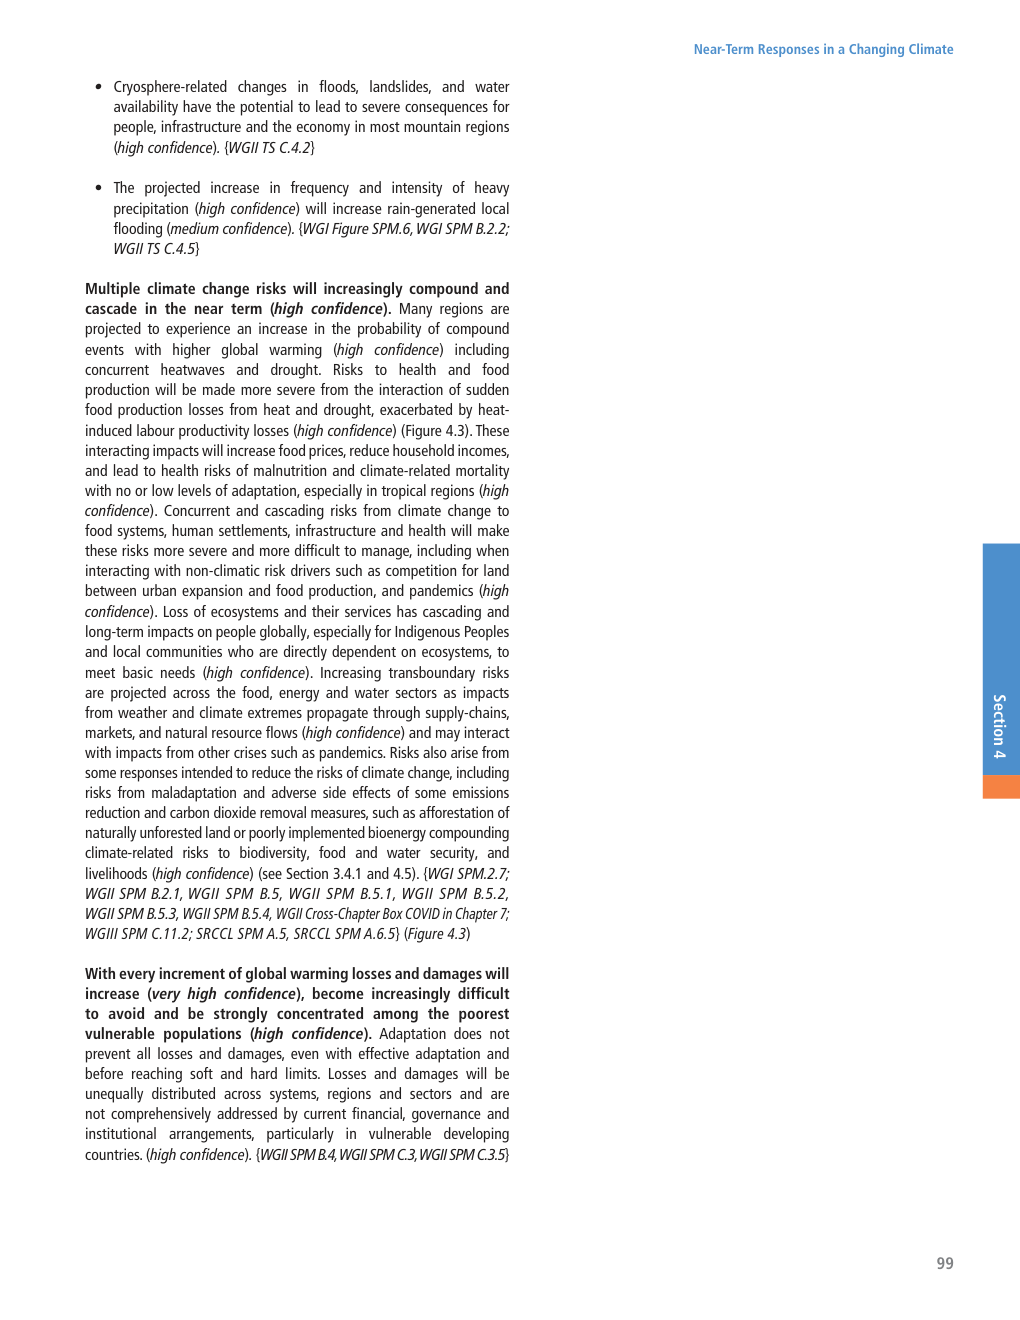 Near-Term Responses in a Changing Climate
• Cryosphere-related changes in floods, landslides, and water
availability have the potential to lead to severe consequences for
people, infrastructure and the economy in most mountain regions
(high confidence). {WGII TS C.4.2}
• The projected increase in frequency and intensity of heavy
precipitation (high confidence) will increase rain-generated local
flooding (medium confidence). {WGI Figure SPM.6, WGI SPM B.2.2;
WGII TS C.4.5}
Multiple climate change risks will increasingly compound and
cascade in the near term (high confidence). Many regions are
projected to experience an increase in the probability of compound
events with higher global warming (high confidence) including
concurrent heatwaves and drought. Risks to health and food
production will be made more severe from the interaction of sudden
food production losses from heat and drought, exacerbated by heat-
induced labour productivity losses (high confidence) (Figure 4.3). These
interacting impacts will increase food prices, reduce household incomes,
and lead to health risks of malnutrition and climate-related mortality
with no or low levels of adaptation, especially in tropical regions (high
confidence). Concurrent and cascading risks from climate change to
food systems, human settlements, infrastructure and health will make
these risks more severe and more difficult to manage, including when
interacting with non-climatic risk drivers such as competition for land
between urban expansion and food production, and pandemics (high
confidence). Loss of ecosystems and their services has cascading and
long-term impacts on people globally, especially for Indigenous Peoples
and local communities who are directly dependent on ecosystems, to
meet basic needs (high confidence). Increasing transboundary risks
are projected across the food, energy and water sectors as impacts
from weather and climate extremes propagate through supply-chains,
markets, and natural resource flows (high confidence) and may interact
with impacts from other crises such as pandemics. Risks also arise from
some responses intended to reduce the risks of climate change, including
risks from maladaptation and adverse side effects of some emissions
reduction and carbon dioxide removal measures, such as afforestation of
naturally unforested land or poorly implemented bioenergy compounding
climate-related risks to biodiversity, food and water security, and
livelihoods (high confidence) (see Section 3.4.1 and 4.5). {WGI SPM.2.7;
WGII SPM B.2.1, WGII SPM B.5, WGII SPM B.5.1, WGII SPM B.5.2,
WGII SPM B.5.3, WGII SPM B.5.4, WGII Cross-Chapter Box COVID in Chapter 7;
WGIII SPM C.11.2; SRCCL SPM A.5, SRCCL SPM A.6.5} (Figure 4.3)
With every increment of global warming losses and damages will
increase (very high confidence), become increasingly difficult
to avoid and be strongly concentrated among the poorest
vulnerable populations (high confidence). Adaptation does not
prevent all losses and damages, even with effective adaptation and
before reaching soft and hard limits. Losses and damages will be
unequally distributed across systems, regions and sectors and are
not comprehensively addressed by current financial, governance and
institutional arrangements, particularly in vulnerable developing
countries. (high confidence). {WGII SPM B.4, WGII SPM C.3, WGII SPM C.3.5}
Section 4
99